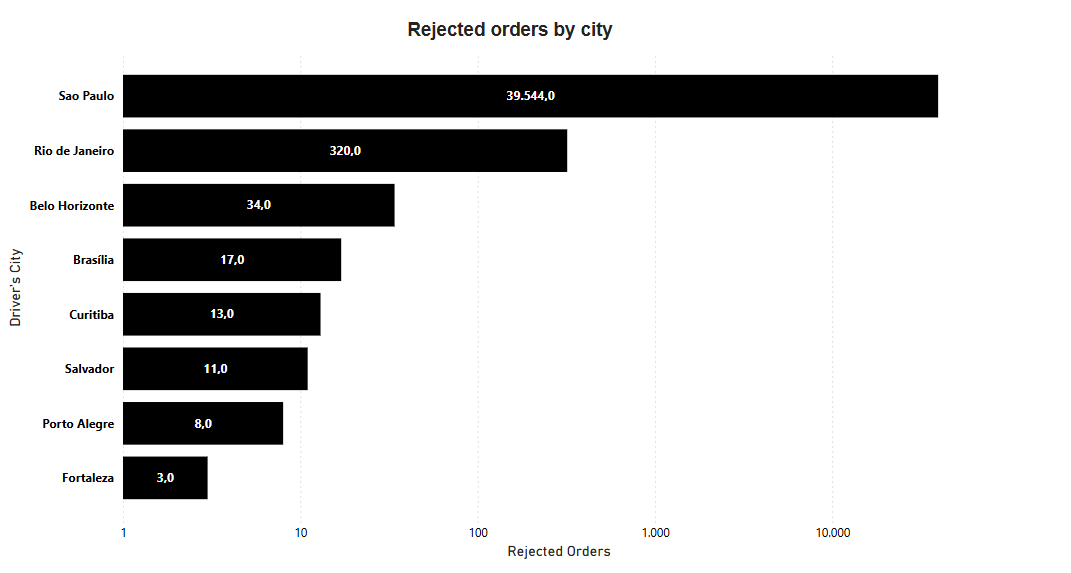 Rejected orders by city
Driver's City
Sao Paulo 39.544,0
Rio de Janeiro 320,0
Belo Horizonte 34,0
Brasília 17,0
Curitiba 13,0
Salvador 11,0
Porto Alegre 8,0
Fortaleza 3,0
1 10 100 1.000 10.000
Rejected Orders